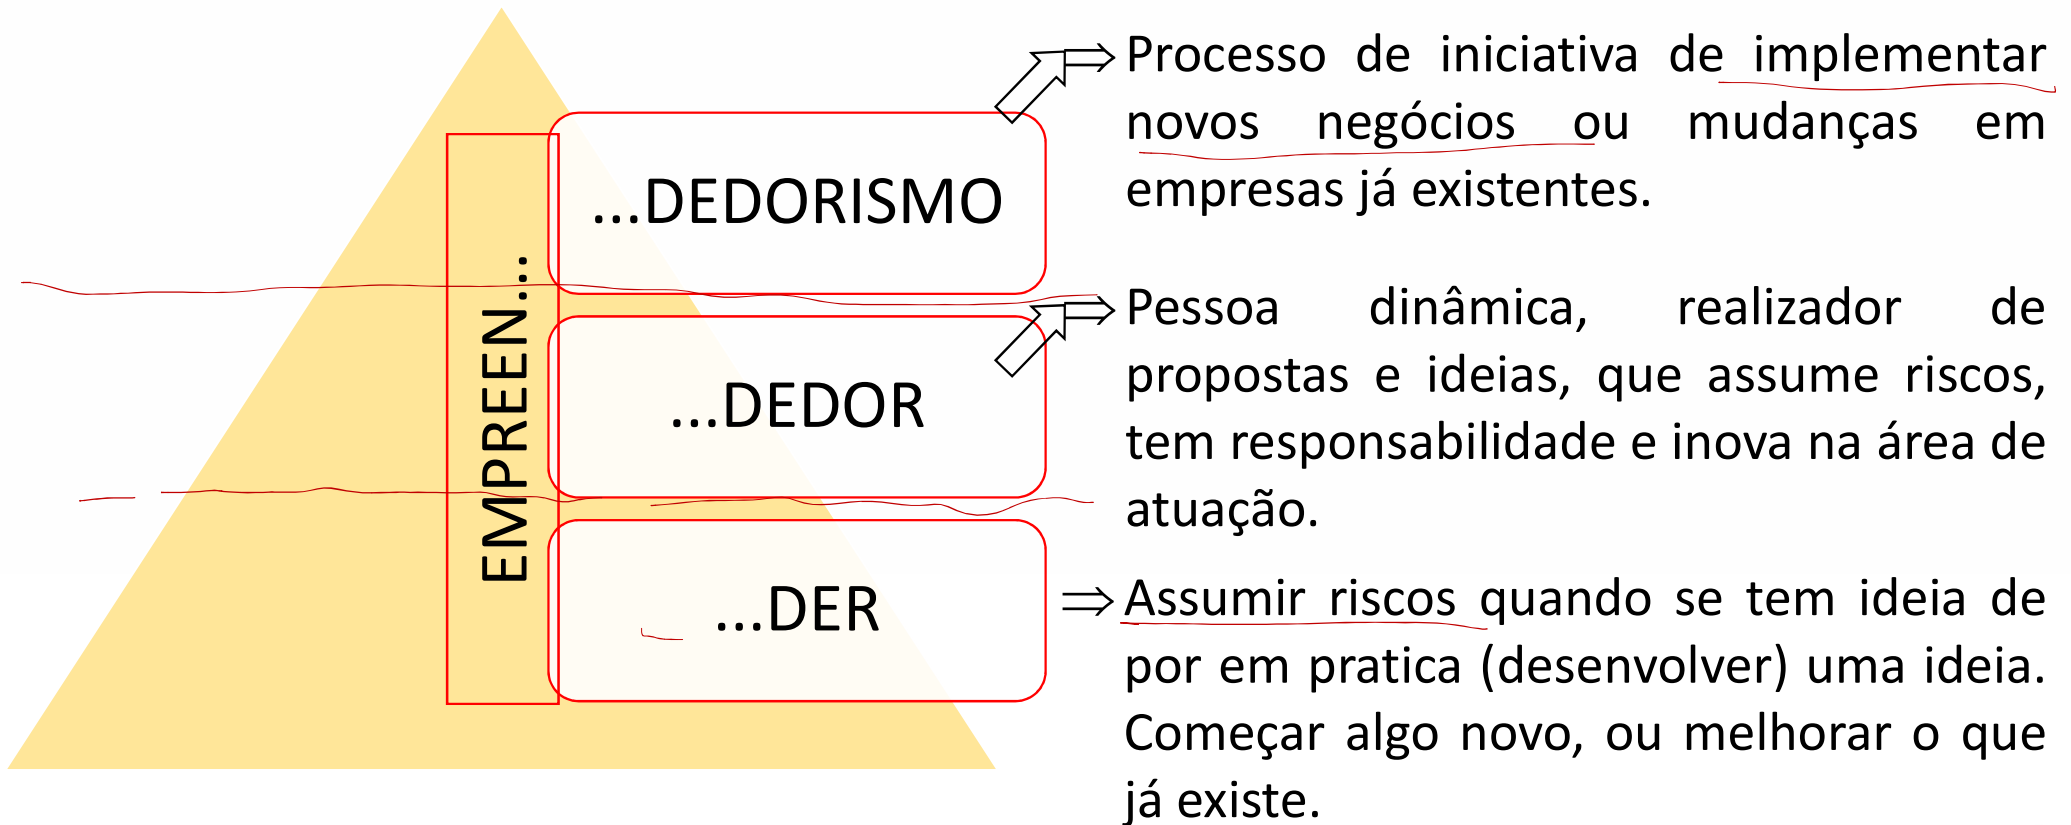 EMPREEN...
...DEDORISMO
Processo de iniciativa de implementar
novos negócios ou mudanças em
empresas já existentes.
...DEDOR
Pessoa dinâmica, realizador de
propostas e ideias, que assume riscos,
tem responsabilidade e inova na área de
atuação.
...DER
Assumir riscos quando se tem ideia de
por em pratica (desenvolver) uma ideia.
Começar algo novo, ou melhorar o que
já existe.